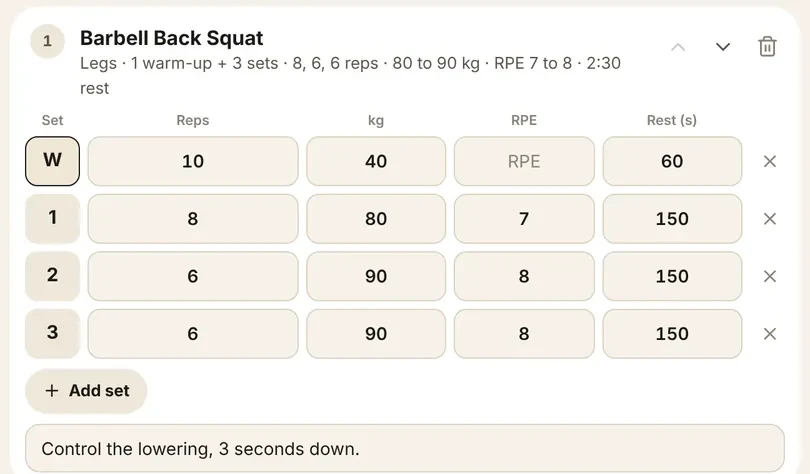 1
Barbell Back Squat
Legs · 1 warm-up + 3 sets · 8, 6, 6 reps · 80 to 90 kg · RPE 7 to 8 · 2:30
rest
Set Reps kg RPE Rest (s)
W 10 40 RPE 60 ×
1 8 80 7 150 ×
2 6 90 8 150 ×
3 6 90 8 150 ×
+ Add set
Control the lowering, 3 seconds down.